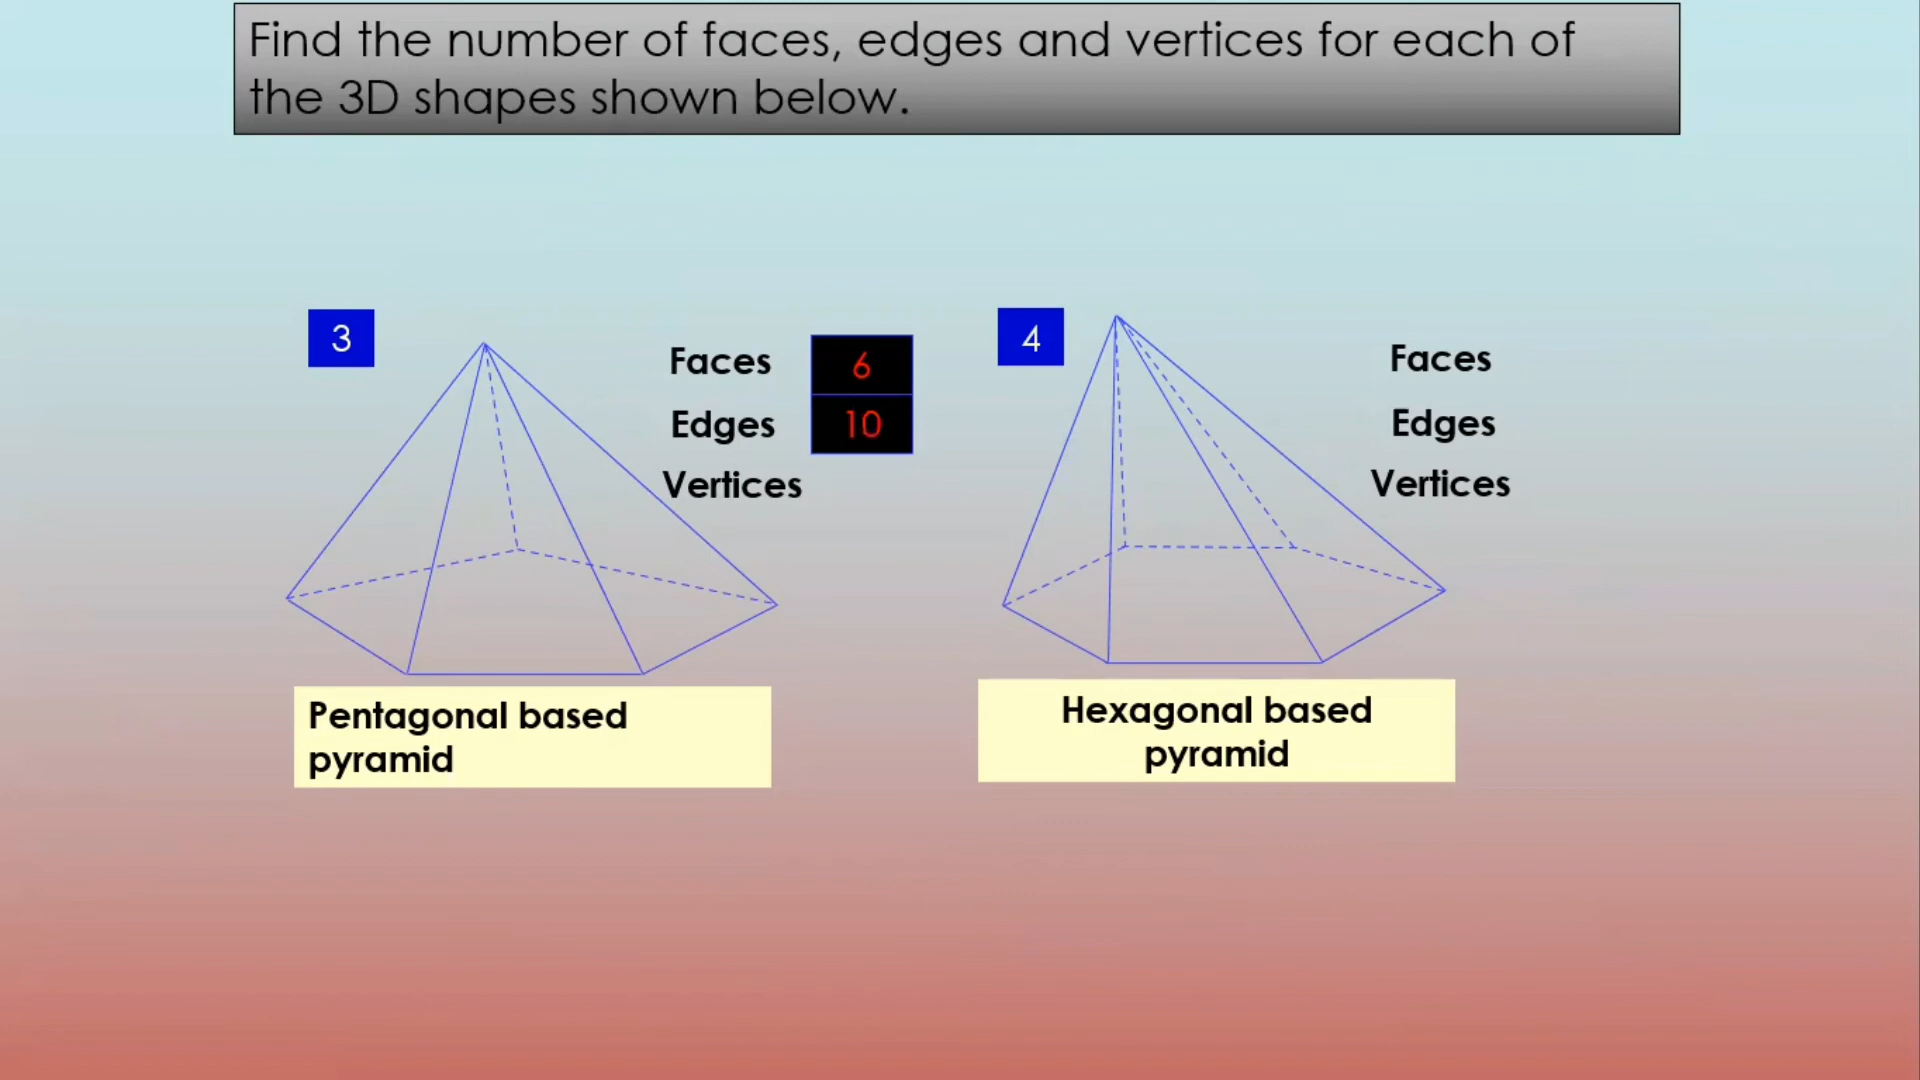 Find the number of faces, edges and vertices for each of
the 3D shapes shown below.
3
Faces 6
Edges 10
Vertices
Pentagonal based
pyramid
4
Faces
Edges
Vertices
Hexagonal based
pyramid